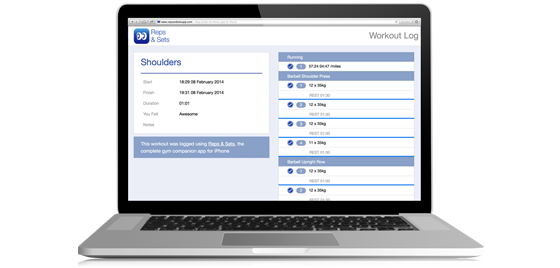 Reps
& Sets
Workout Log
Shoulders
Start 18:29 08 February 2014
Finish 19:31 08 February 2014
Duration 01:01
You Felt Awesome
Notes
This workout was logged using Reps & Sets, the
complete gym companion app for iPhone
Running
1 57:24 04:47 /miles
Barbell Shoulder Press
1 12 x 35kg
REST 01:30
2 12 x 35kg
REST 01:30
3 12 x 35kg
REST 01:30
4 11 x 35kg
REST 01:30
Barbell Upright Row
1 12 x 35kg
REST 01:30
2 12 x 35kg